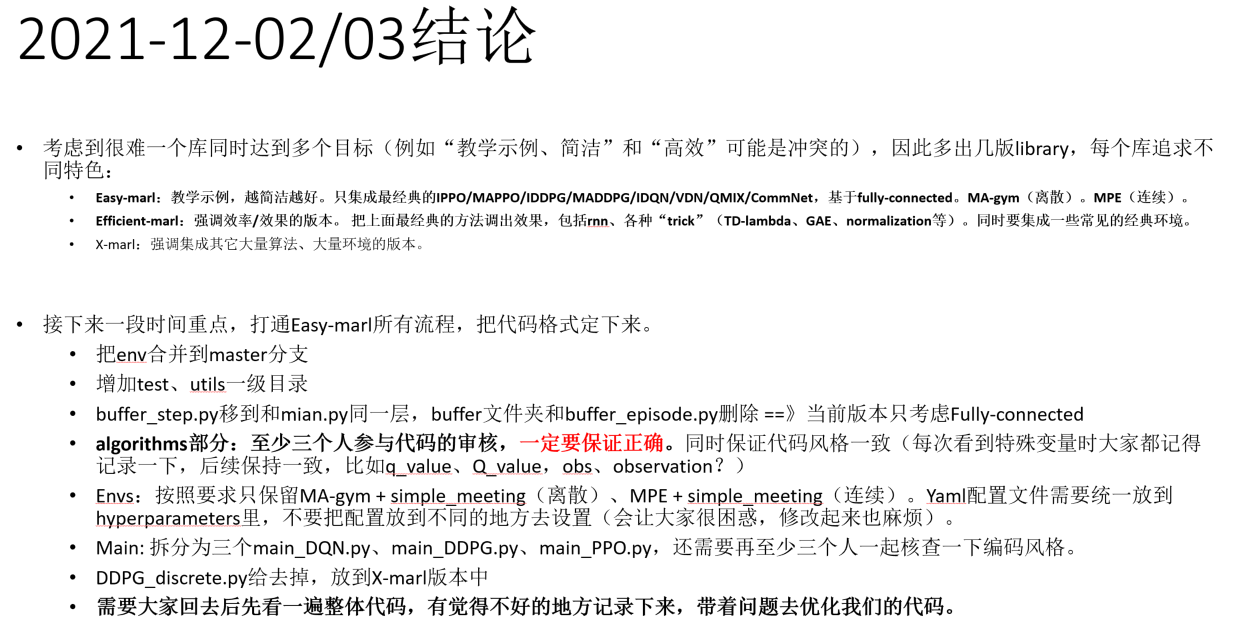 2021-12-02/03结论
• 考虑到很难一个库同时达到多个目标（例如“教学示例、简洁”和“高效”可能是冲突的），因此多出几版library，每个库追求不
同特色：
• Easy-marl：教学示例，越简洁越好。只集成最经典的IPPO/MAPPO/IDDPG/MADDPG/IDQN/VDN/QMIX/CommNet，基于fully-connected。MA-gym（离散）。MPE（连续）。
• Efficient-marl：强调效率/效果的版本。 把上面最经典的方法调出效果，包括rnn、各种“trick”（TD-lambda、GAE、normalization等）。同时要集成一些常见的经典环境。
• X-marl：强调集成其它大量算法、大量环境的版本。
• 接下来一段时间重点，打通Easy-marl所有流程，把代码格式定下来。
• 把env合并到master分支
• 增加test、utils一级目录
• buffer_step.py移到和mian.py同一层，buffer文件夹和buffer_episode.py删除 ==》当前版本只考虑Fully-connected
• algorithms部分：至少三个人参与代码的审核，一定要保证正确。同时保证代码风格一致（每次看到特殊变量时大家都记得
记录一下，后续保持一致，比如q_value、Q_value，obs、observation？）
• Envs：按照要求只保留MA-gym + simple_meeting（离散）、MPE + simple_meeting（连续）。Yaml配置文件需要统一放到
hyperparameters里，不要把配置放到不同的地方去设置（会让大家很困惑，修改起来也麻烦）。
• Main: 拆分为三个main_DQN.py、main_DDPG.py、main_PPO.py，还需要再至少三个人一起核查一下编码风格。
• DDPG_discrete.py给去掉，放到X-marl版本中
• 需要大家回去后先看一遍整体代码，有觉得不好的地方记录下来，带着问题去优化我们的代码。